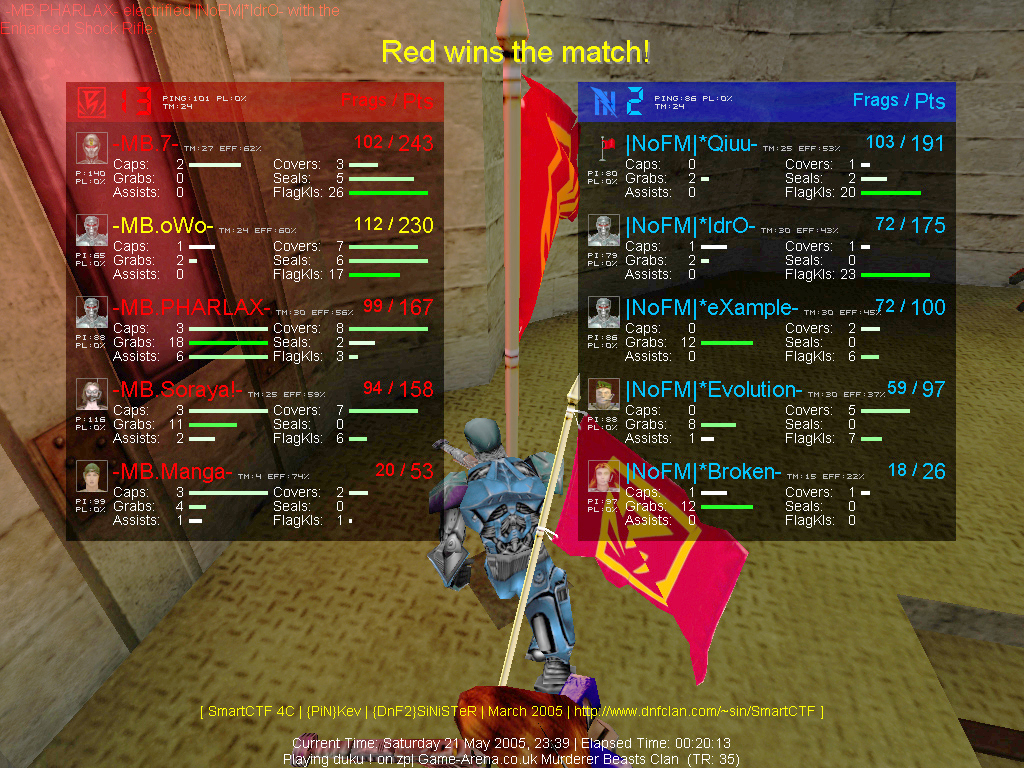 -MB.PHARLAX- electrified |NoFM|*IdrO- with the
Enhanced Shock Rifle
Red wins the match!
13 PING:101 PL:0% TM:24 Frags / Pts
-MB.7- TM:27 EFF:62% 102 / 243
Caps: 2 Covers: 3
Grabs: 0 Seals: 5
Assists: 0 FlagKls: 26
P:140 PL:0%
-MB.oWo- TM:24 EFF:60% 112 / 230
Caps: 1 Covers: 7
Grabs: 2 Seals: 6
Assists: 0 FlagKls: 17
PI:65 PL:0%
-MB.PHARLAX- TM:30 EFF:56% 99 / 167
Caps: 3 Covers: 8
Grabs: 18 Seals: 2
Assists: 6 FlagKls: 3
PI:88 PL:0%
-MB.Soraya!- TM:25 EFF:59% 94 / 158
Caps: 3 Covers: 7
Grabs: 11 Seals: 0
Assists: 2 FlagKls: 6
P:116 PL:0%
-MB.Manga- TM:4 EFF:74% 20 / 53
Caps: 3 Covers: 2
Grabs: 4 Seals: 0
Assists: 1 FlagKls: 1
PI:99 PL:0%
2 PING:86 PL:0% TM:24 Frags / Pts
|NoFM|*Qiuu- TM:25 EFF:53% 103 / 191
Caps: 0 Covers: 1
Grabs: 2 Seals: 2
Assists: 0 FlagKls: 20
PI:80 PL:0%
|NoFM|*IdrO- TM:30 EFF:43% 72 / 175
Caps: 1 Covers: 1
Grabs: 2 Seals: 0
Assists: 0 FlagKls: 23
PI:79 PL:0%
|NoFM|*eXample- TM:30 EFF:45% 72 / 100
Caps: 0 Covers: 2
Grabs: 12 Seals: 0
Assists: 0 FlagKls: 6
PI:86 PL:0%
|NoFM|*Evolution- TM:30 EFF:37% 59 / 97
Caps: 0 Covers: 5
Grabs: 8 Seals: 0
Assists: 1 FlagKls: 7
PI:88 PL:0%
|NoFM|*Broken- TM:15 EFF:22% 18 / 26
Caps: 1 Covers: 1
Grabs: 12 Seals: 0
Assists: 0 FlagKls: 0
PI:97 PL:0%
[ SmartCTF 4C | {PiN}Kev | {DnF2}SiNiSTeR | March 2005 | http://www.dnfclan.com/~sin/SmartCTF ]
Current Time: Saturday 21 May 2005, 23:39 | Elapsed Time: 00:20:13
Playing duku ! on zp| Game-Arena.co.uk Murderer Beasts Clan (TR: 35)